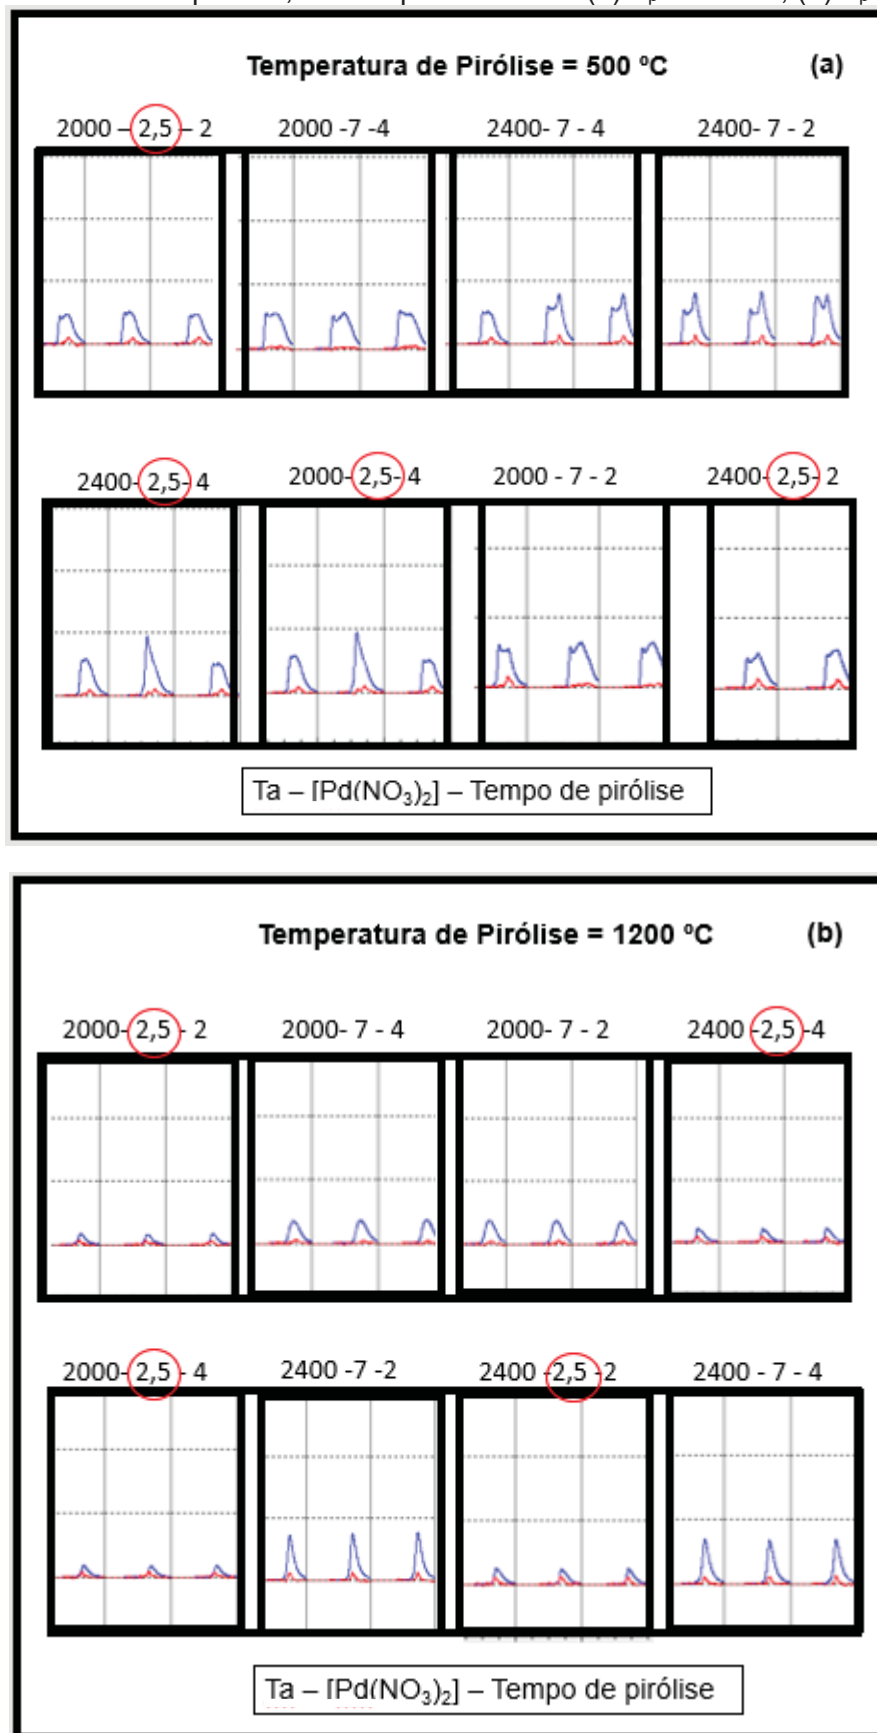 Temperatura de Pirólise = 500 ºC (a)
2000 – 2,5 – 2 2000 -7 -4 2400- 7 - 4 2400- 7 - 2
2400- 2,5- 4 2000- 2,5- 4 2000 - 7 - 2 2400- 2,5- 2
Ta – [Pd(NO3)2] – Tempo de pirólise
Temperatura de Pirólise = 1200 ºC (b)
2000- 2,5 - 2 2000- 7 - 4 2000- 7 - 2 2400 -2,5 -4
2000- 2,5 - 4 2400 -7 -2 2400 -2,5 -2 2400 - 7 - 4
Ta – [Pd(NO3)2] – Tempo de pirólise